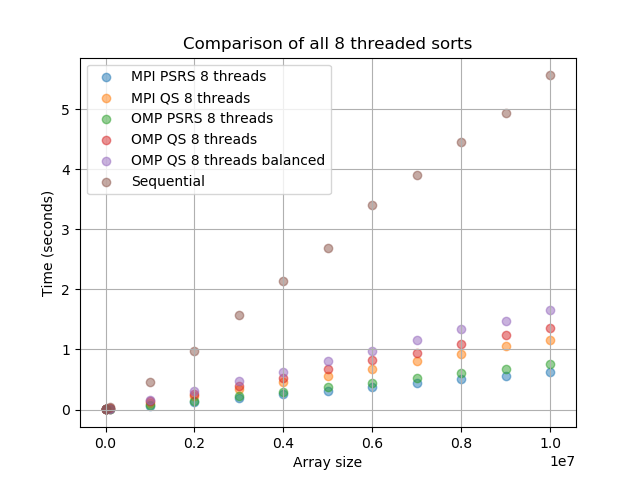 Comparison of all 8 threaded sorts
MPI PSRS 8 threads
MPI QS 8 threads
OMP PSRS 8 threads
OMP QS 8 threads
OMP QS 8 threads balanced
Sequential
Time (seconds)
5
4
3
2
1
0
0.0 0.2 0.4 0.6 0.8 1.0
1e7
Array size